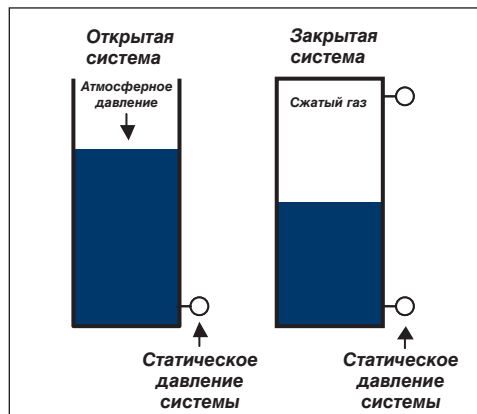 Открытая
система
Атмосферное
давление
Статическое
давление
системы
Закрытая
система
Сжатый газ
Статическое
давление
системы